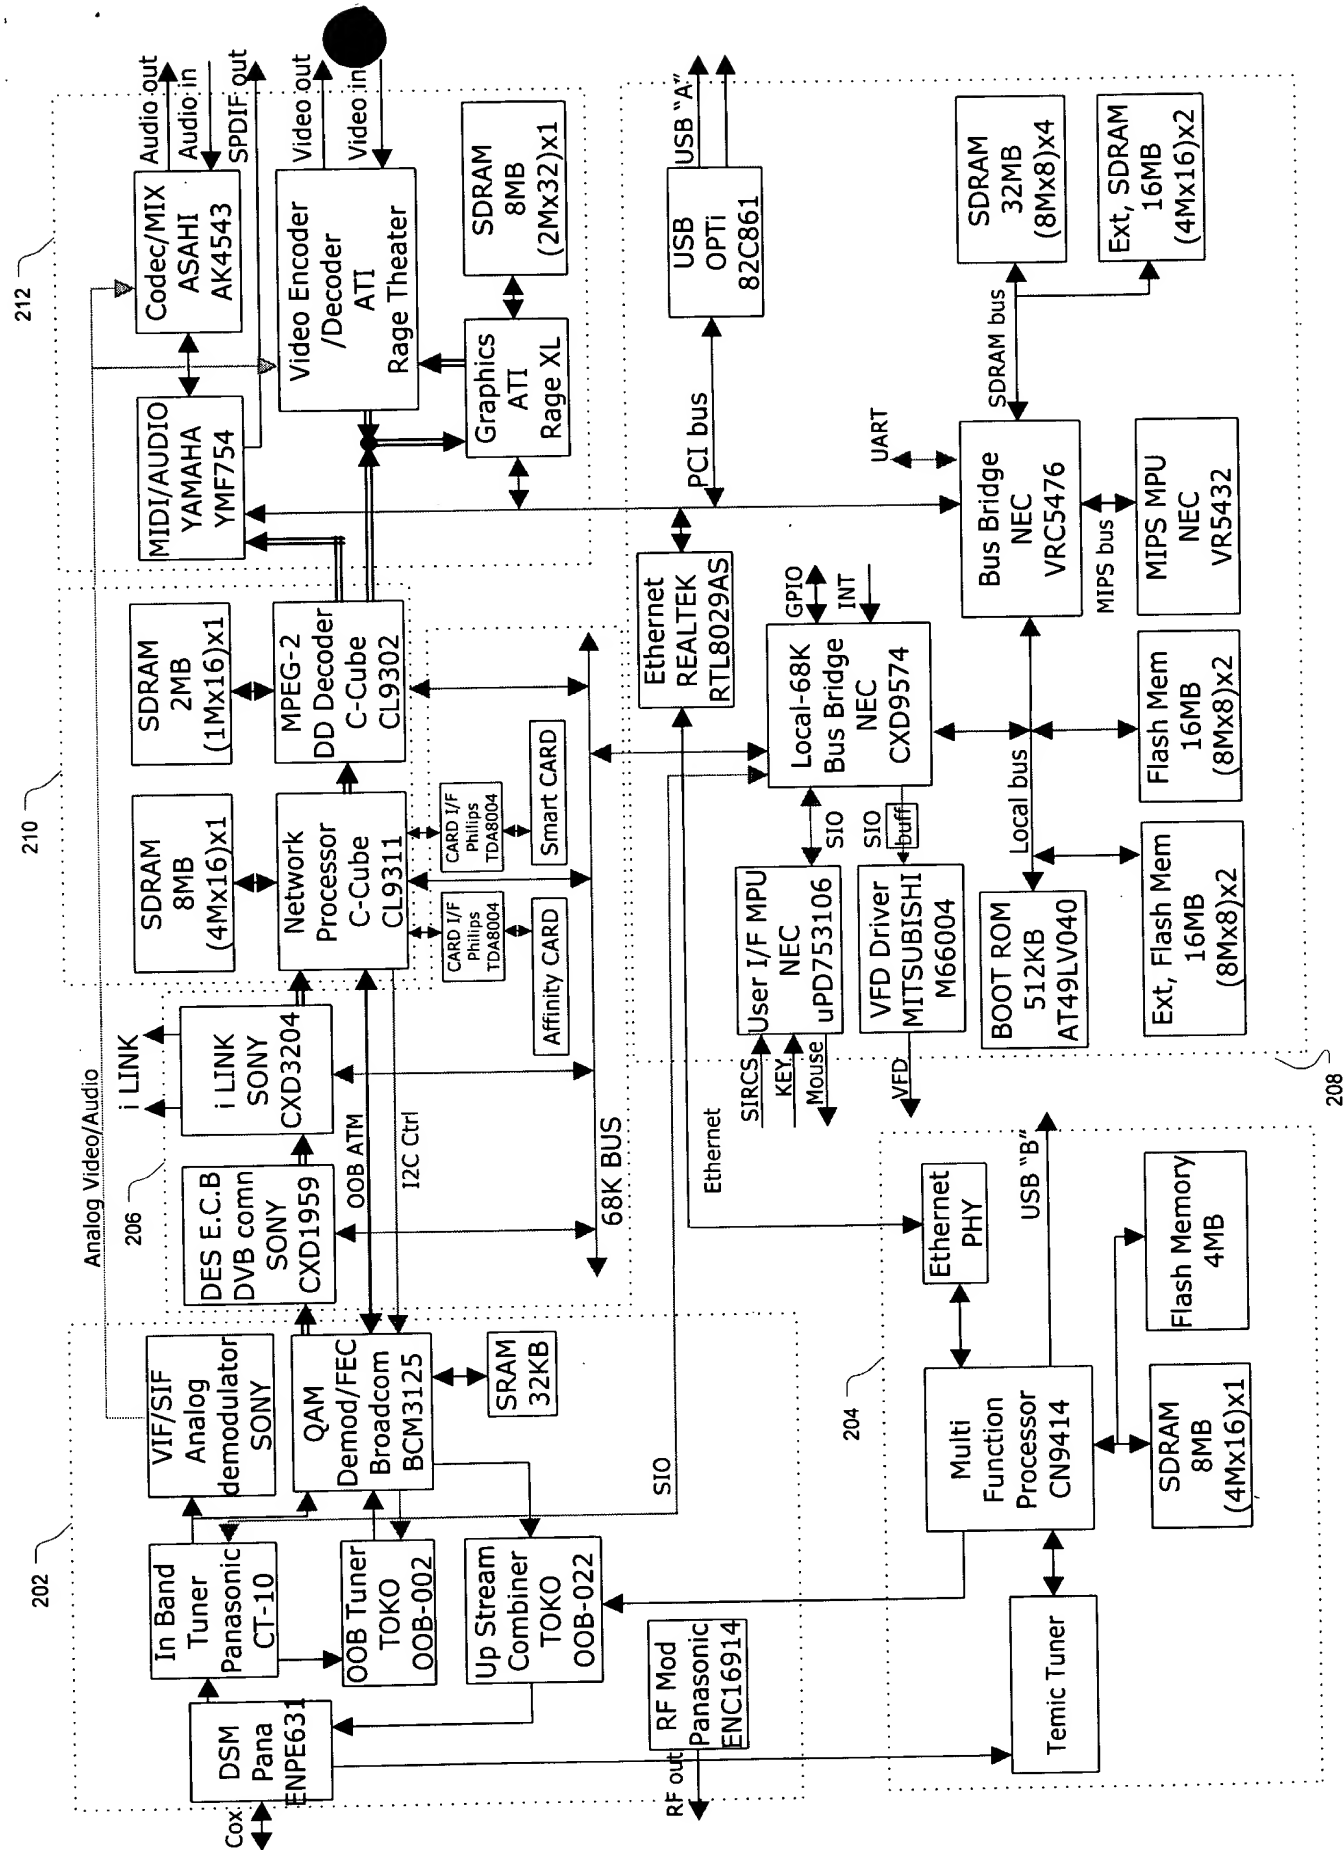 202
Cox
DSM
Pana
ENPE631
In Band
Tuner
Panasonic
CT-10
OOB Tuner
TOKO
OOB-002
Up Stream
Combiner
TOKO
OOB-022
RF Mod
Panasonic
ENC16914
RF out
VIF/SIF
Analog
demodulator
SONY
QAM
Demod/FEC
Broadcom
BCM3125
SRAM
32KB
SIO
Analog Video/Audio
206
DES E.C.B
DVB comn
SONY
CXD1959
i LINK
i LINK
SONY
CXD3204
OOB ATM
I2C Ctrl
68K BUS
210
SDRAM
8MB
(4Mx16)x1
SDRAM
2MB
(1Mx16)x1
Network
Processor
C-Cube
CL9311
MPEG-2
DD Decoder
C-Cube
CL9302
CARD I/F
Philips
TDA8004
CARD I/F
Philips
TDA8004
Affinity CARD
Smart CARD
212
MIDI/AUDIO
YAMAHA
YMF754
Codec/MIX
ASAHI
AK4543
Audio out
Audio in
SPDIF out
Video Encoder
/Decoder
ATI
Rage Theater
Video out
Video in
Graphics
ATI
Rage XL
SDRAM
8MB
(2Mx32)x1
204
Temic Tuner
Multi
Function
Processor
CN9414
Ethernet
PHY
Ethernet
USB "B"
SDRAM
8MB
(4Mx16)x1
Flash Memory
4MB
208
SIRCS
KEY
Mouse
VFD
User I/F MPU
NEC
uPD753106
VFD Driver
MITSUBISHI
M66004
SIO
SIO
buff
Ethernet
REALTEK
RTL8029AS
Local-68K
Bus Bridge
NEC
CXD9574
GPIO
INT
PCI bus
USB
OPTi
82C861
USB "A"
UART
Bus Bridge
NEC
VRC5476
SDRAM bus
SDRAM
32MB
(8Mx8)x4
Ext, SDRAM
16MB
(4Mx16)x2
MIPS bus
MIPS MPU
NEC
VR5432
Local bus
BOOT ROM
512KB
AT49LV040
Flash Mem
16MB
(8Mx8)x2
Ext, Flash Mem
16MB
(8Mx8)x2